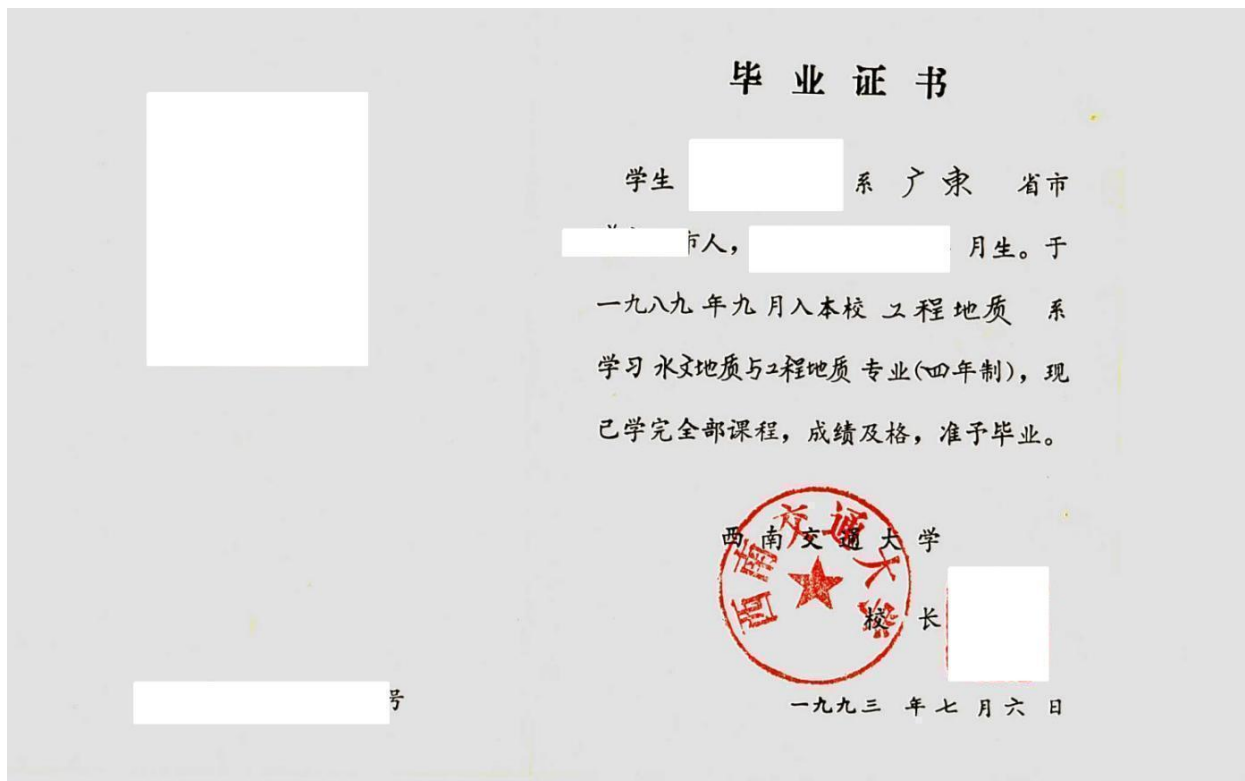 毕业证书
学生 系 广东 省市
市人， 月生。于
一九八九年九月入本校 工程地质 系
学习 水文地质与工程地质 专业(四年制)，现
已学完全部课程，成绩及格，准予毕业。
西南交通大学
西南交通大学
校长
一九九三 年 七 月 六 日
号